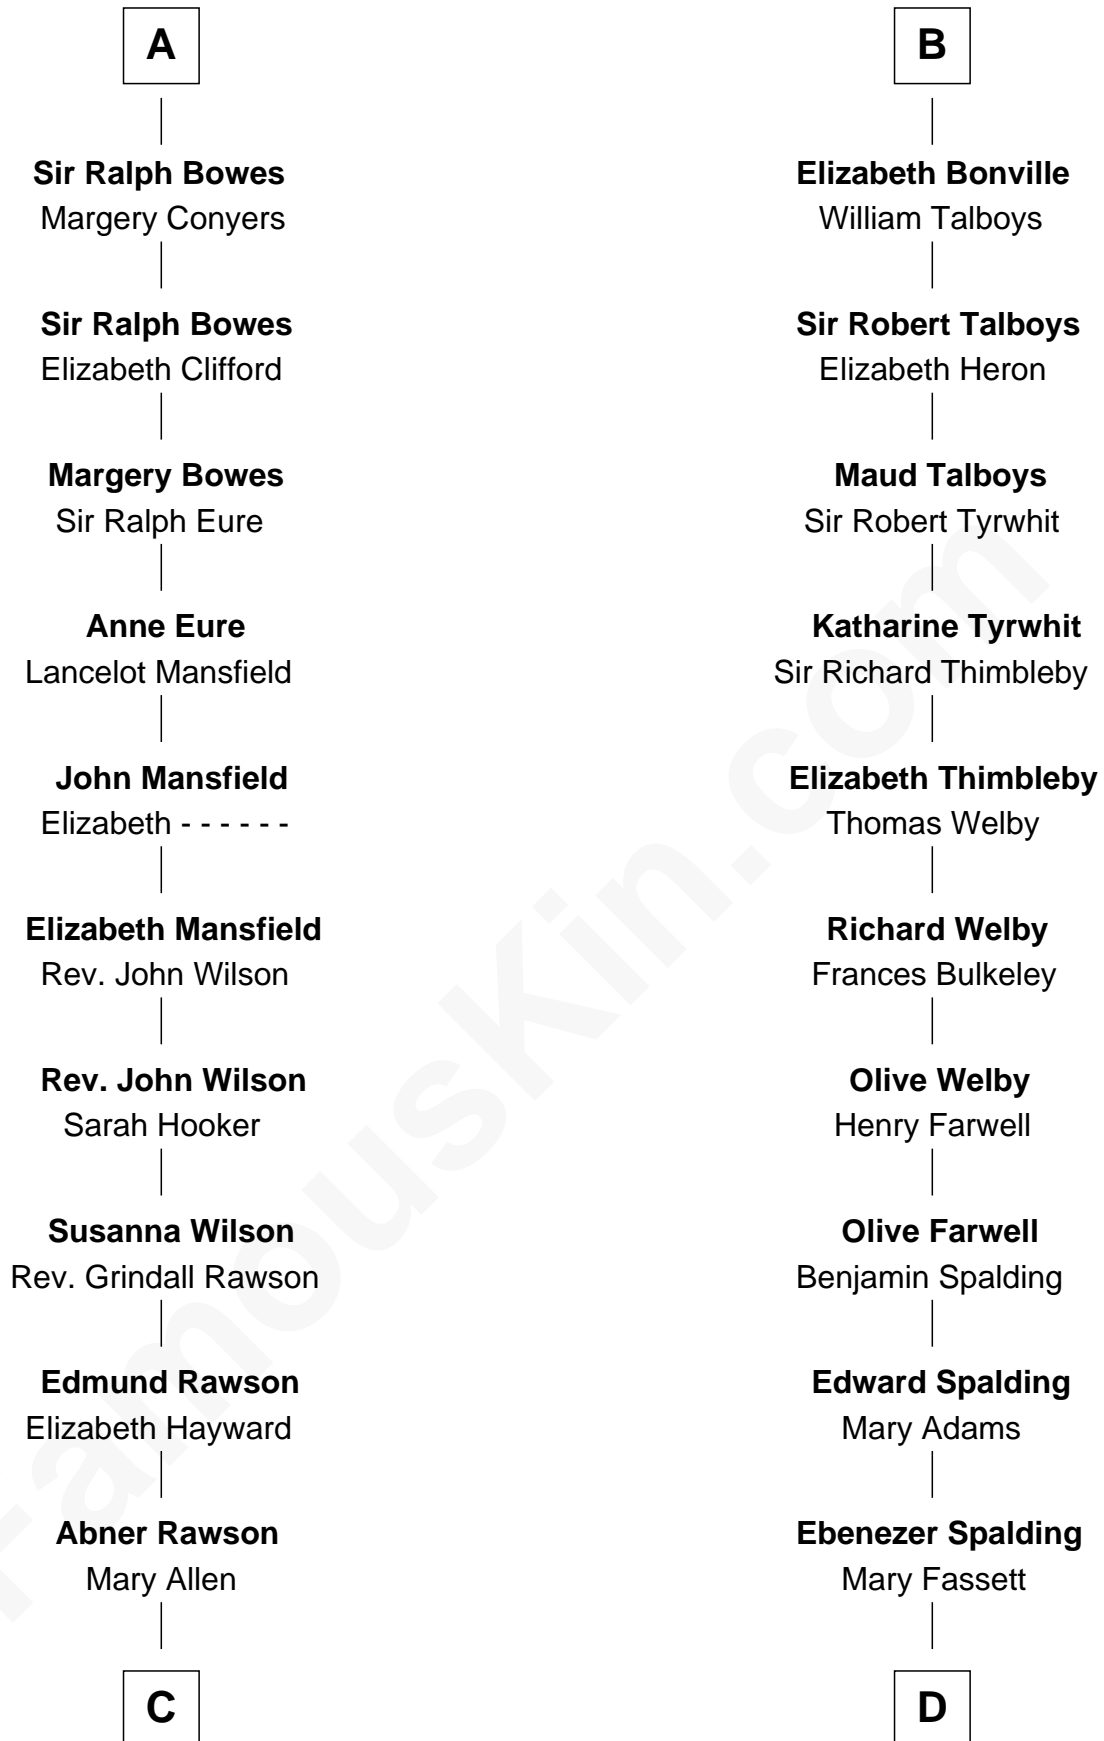 A
Sir Ralph Bowes
Margery Conyers
Sir Ralph Bowes
Elizabeth Clifford
Margery Bowes
Sir Ralph Eure
Anne Eure
Lancelot Mansfield
John Mansfield
Elizabeth - - - - - -
Elizabeth Mansfield
Rev. John Wilson
Rev. John Wilson
Sarah Hooker
Susanna Wilson
Rev. Grindall Rawson
Edmund Rawson
Elizabeth Hayward
Abner Rawson
Mary Allen
C
B
Elizabeth Bonville
William Talboys
Sir Robert Talboys
Elizabeth Heron
Maud Talboys
Sir Robert Tyrwhit
Katharine Tyrwhit
Sir Richard Thimbleby
Elizabeth Thimbleby
Thomas Welby
Richard Welby
Frances Bulkeley
Olive Welby
Henry Farwell
Olive Farwell
Benjamin Spalding
Edward Spalding
Mary Adams
Ebenezer Spalding
Mary Fassett
D
FamousKin.com